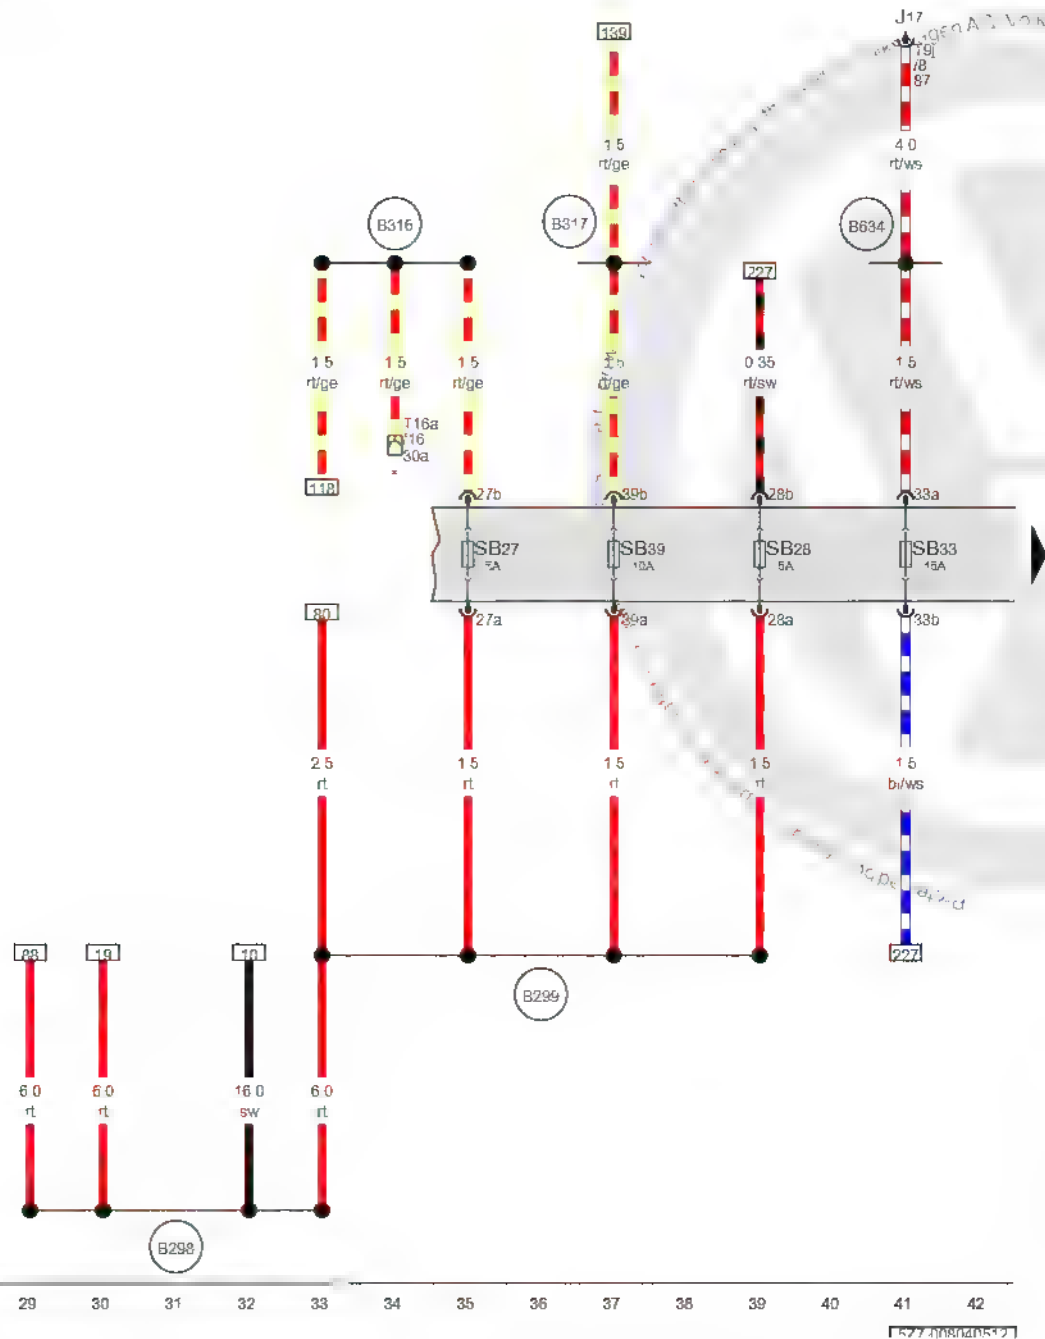 139
J17
/8
87
1.5
rt/ge
4.0
rt/ws
B316
B317
B634
227
1.5
rt/ge
1.5
rt/ge
1.5
rt/ge
0.35
rt/sw
1.5
rt/ws
T16a
/16
30a
118
27b
39b
28b
33a
SB27
5A
SB39
10A
SB28
5A
SB33
15A
80
27a
39a
28a
33b
2.5
rt
1.5
rt
1.5
rt
1.5
rt
1.5
bl/ws
88
19
10
227
B299
6.0
rt
6.0
rt
16.0
sw
6.0
rt
B298
29 30 31 32 33 34 35 36 37 38 39 40 41 42